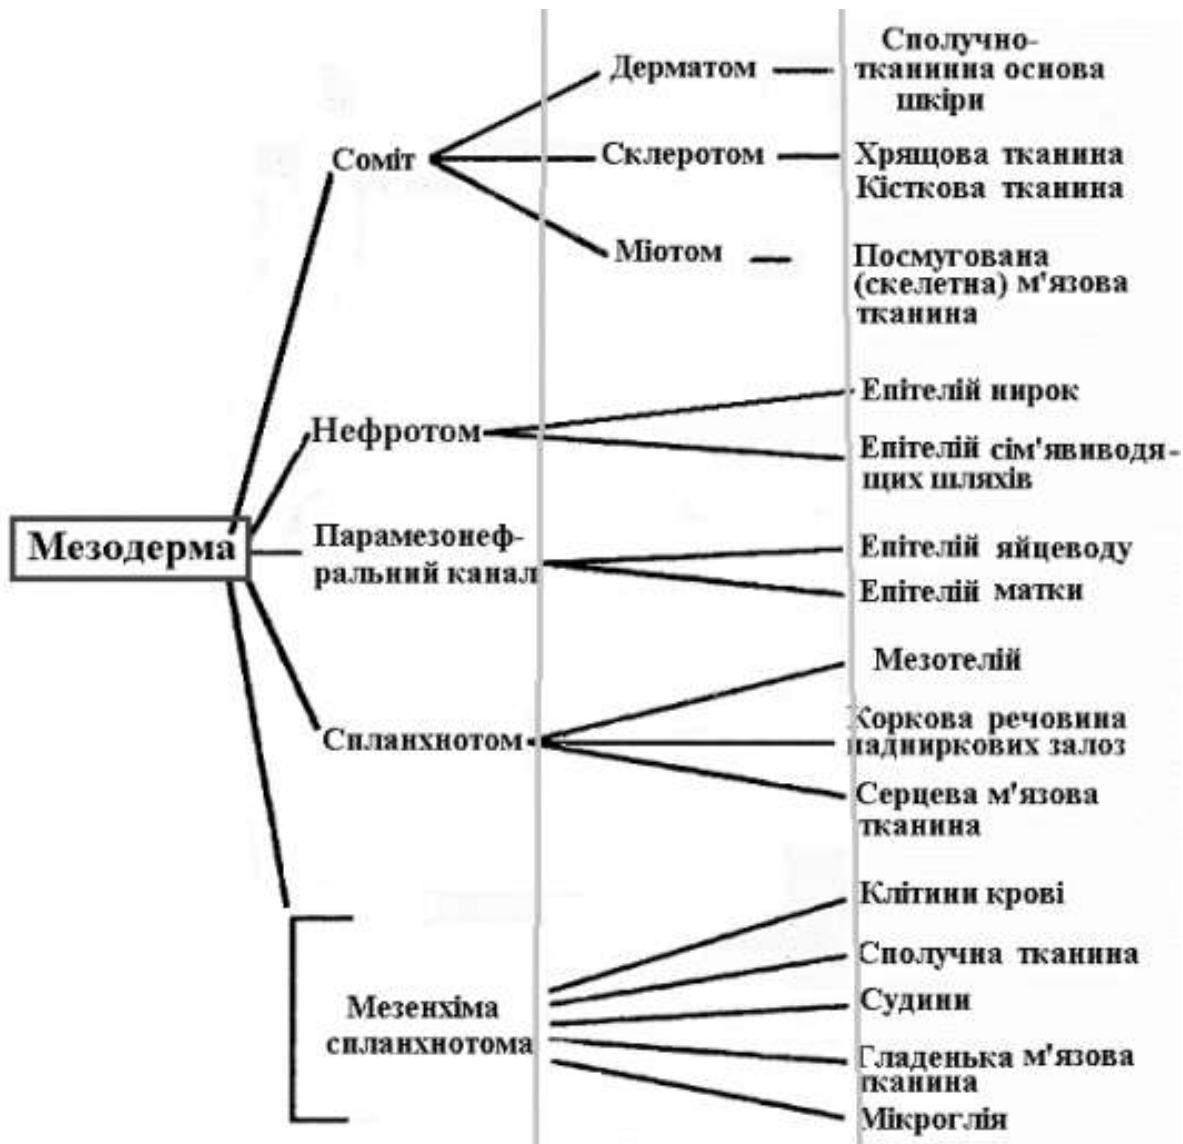 Сполучно-
Дерматом тканинна основа
шкіри
Соміт Склеротом Хрящова тканина
Кісткова тканина
Міотом Посмугована
(скелетна) м'язова
тканина
Епітелій нирок
Нефротом
Епітелій сім'явиводя-
щих шляхів
Мезодерма
Парамезонеф-
ральний канал
Епітелій яйцеводу
Епітелій матки
Мезотелій
Спланхнотом
Коркова речовина
надниркових залоз
Серцева м'язова
тканина
Клітини крові
Мезенхіма
спланхнотома
Сполучна тканина
Судини
Гладенька м'язова
тканина
Мікроглія